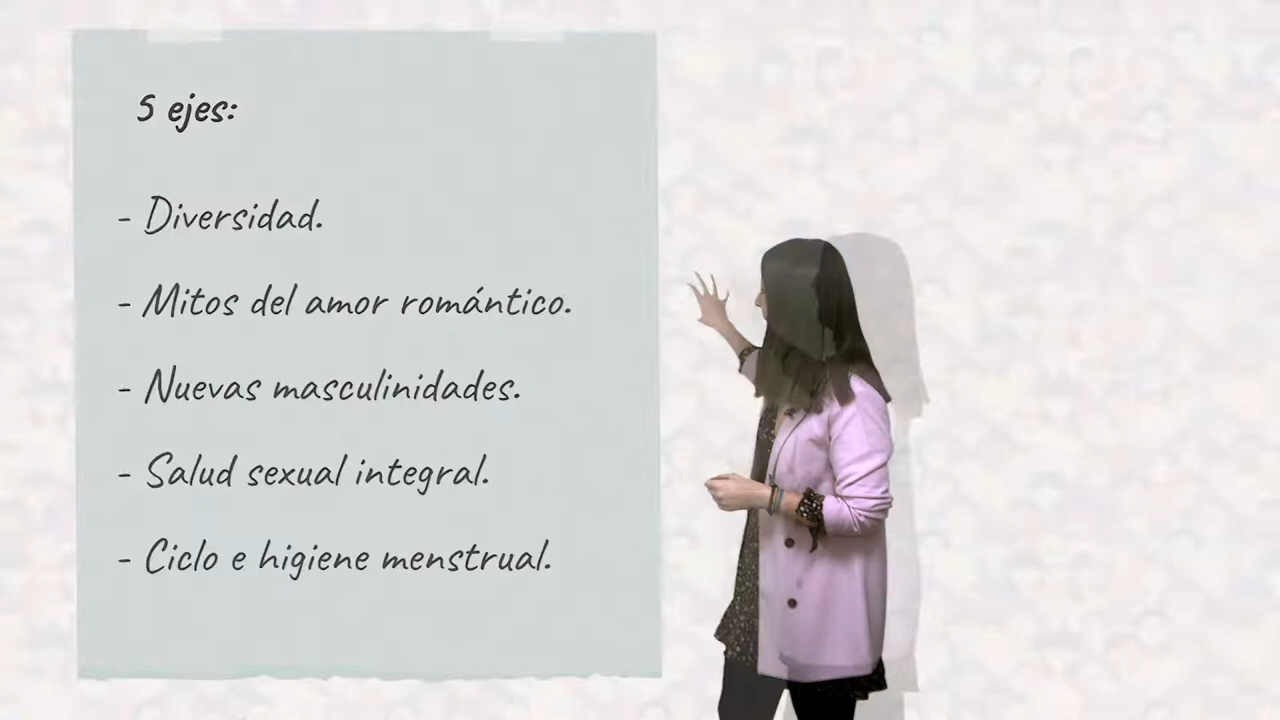 5 ejes:
- Diversidad.
- Mitos del amor romántico.
- Nuevas masculinidades.
- Salud sexual integral.
- Ciclo e higiene menstrual.